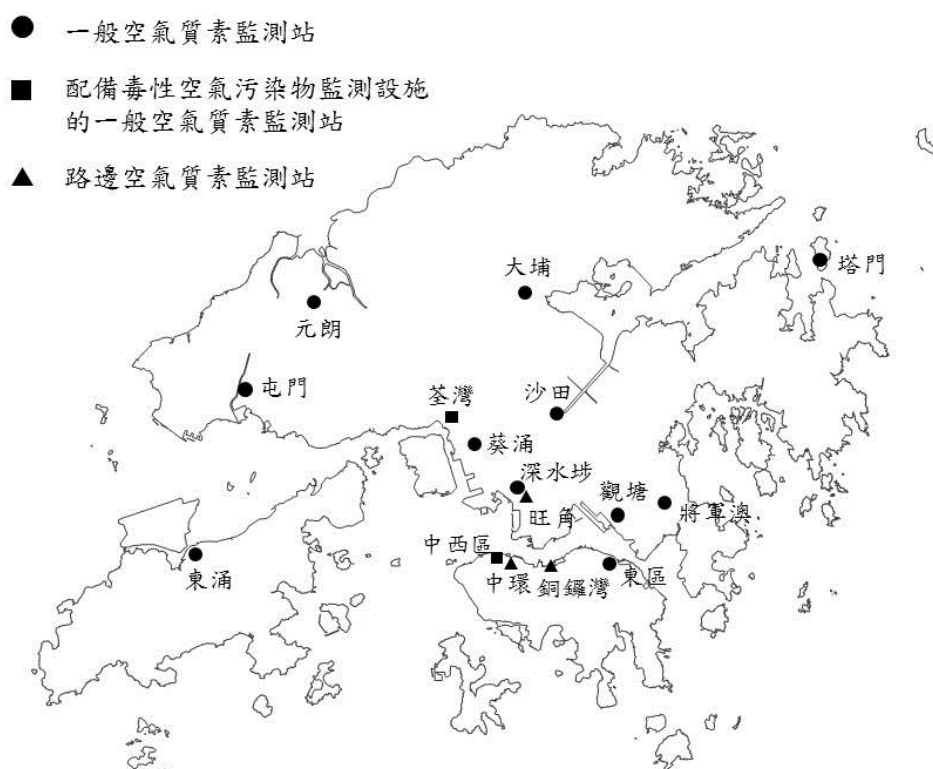 一般空氣質素監測站
配備毒性空氣污染物監測設施
的一般空氣質素監測站
路邊空氣質素監測站
塔門
大埔
元朗
屯門
荃灣
沙田
葵涌
深水埗
觀塘
旺角
將軍澳
中西區
東涌
中環
銅鑼灣
東區